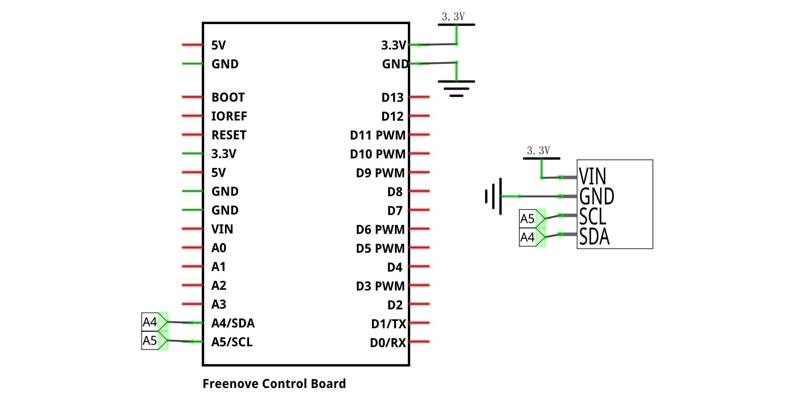 3.3V
5V
3.3V
GND
GND
BOOT
D13
IOREF
D12
RESET
D11 PWM
3.3V
D10 PWM
5V
D9 PWM
GND
D8
GND
D7
VIN
D6 PWM
A0
D5 PWM
A1
D4
A2
D3 PWM
A3
D2
A4
A4/SDA
D1/TX
A5
A5/SCL
D0/RX
Freenove Control Board
3.3V
VIN
GND
A5
SCL
A4
SDA